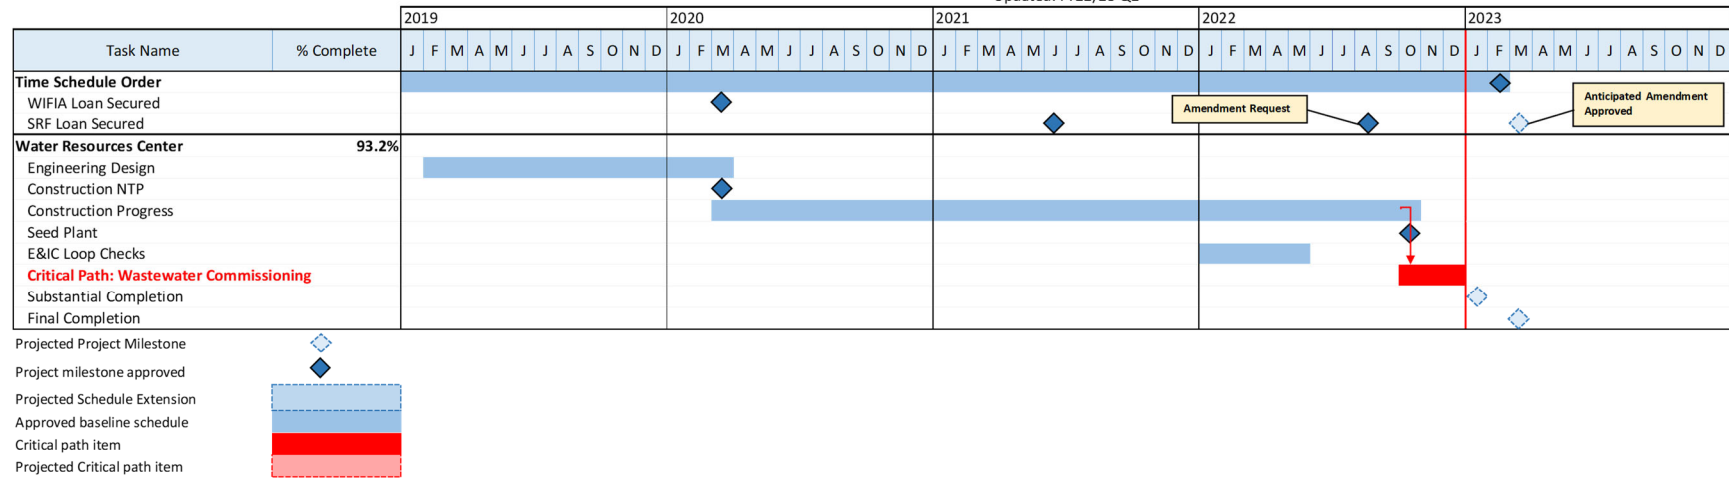 2019 2020 2021 2022 2023
Task Name % Complete J F M A M J J A S O N D J F M A M J J A S O N D J F M A M J J A S O N D J F M A M J J A S O N D J F M A M J J A S O N D
Time Schedule Order
WIFIA Loan Secured
Amendment Request
Anticipated Amendment
Approved
SRF Loan Secured
Water Resources Center 93.2%
Engineering Design
Construction NTP
Construction Progress
Seed Plant
E&IC Loop Checks
Critical Path: Wastewater Commissioning
Substantial Completion
Final Completion
Projected Project Milestone
Project milestone approved
Projected Schedule Extension
Approved baseline schedule
Critical path item
Projected Critical path item